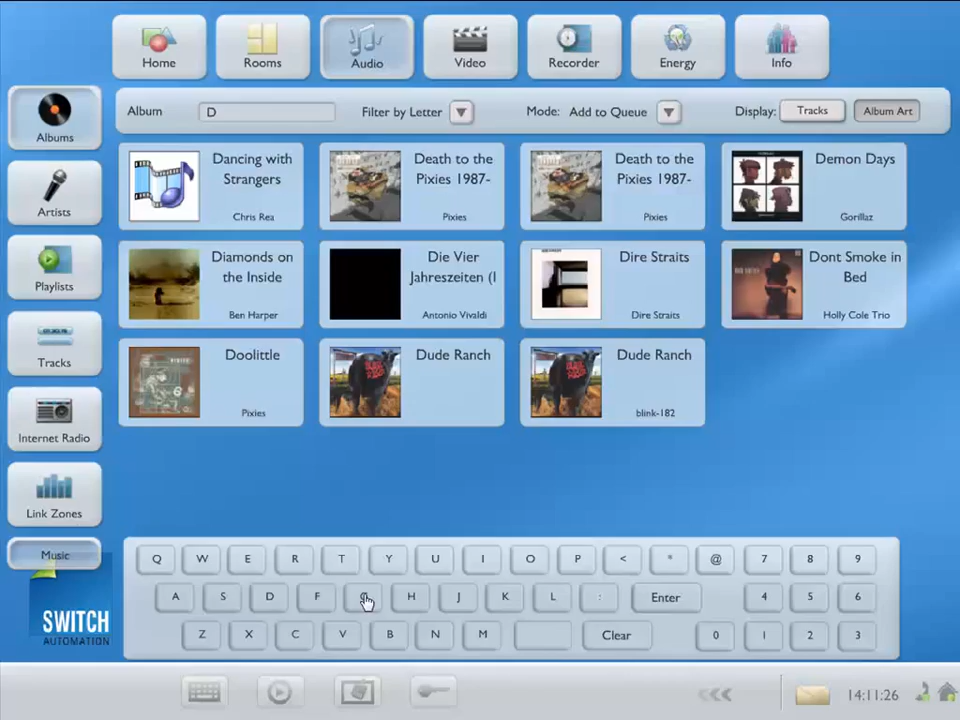 Home Rooms Audio Video Recorder Energy Info
Albums
Artists
Playlists
Tracks
Internet Radio
Link Zones
Music
SWITCH
AUTOMATION
Album D Filter by Letter Mode: Add to Queue Display: Tracks Album Art
Dancing with
Strangers
Chris Rea
Death to the
Pixies 1987-
Pixies
Death to the
Pixies 1987-
Pixies
Demon Days
Gorillaz
Diamonds on
the Inside
Ben Harper
Die Vier
Jahreszeiten (I
Antonio Vivaldi
Dire Straits
Dire Straits
Dont Smoke in
Bed
Holly Cole Trio
Doolittle
Pixies
Dude Ranch
Dude Ranch
blink-182
Q W E R T Y U I O P < * @ 7 8 9
A S D F G H J K L : Enter 4 5 6
Z X C V B N M Clear 0 1 2 3
<<< 14:11:26